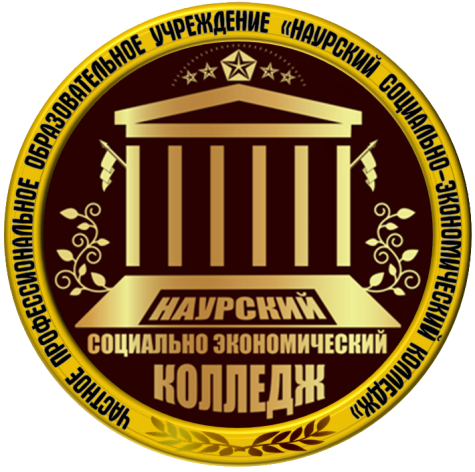 ЧАСТНОЕ ПРОФЕССИОНАЛЬНОЕ ОБРАЗОВАТЕЛЬНОЕ УЧРЕЖДЕНИЕ «НАУРСКИЙ СОЦИАЛЬНО-ЭКОНОМИЧЕСКИЙ КОЛЛЕДЖ»
НАУРСКИЙ
СОЦИАЛЬНО ЭКОНОМИЧЕСКИЙ
КОЛЛЕДЖ